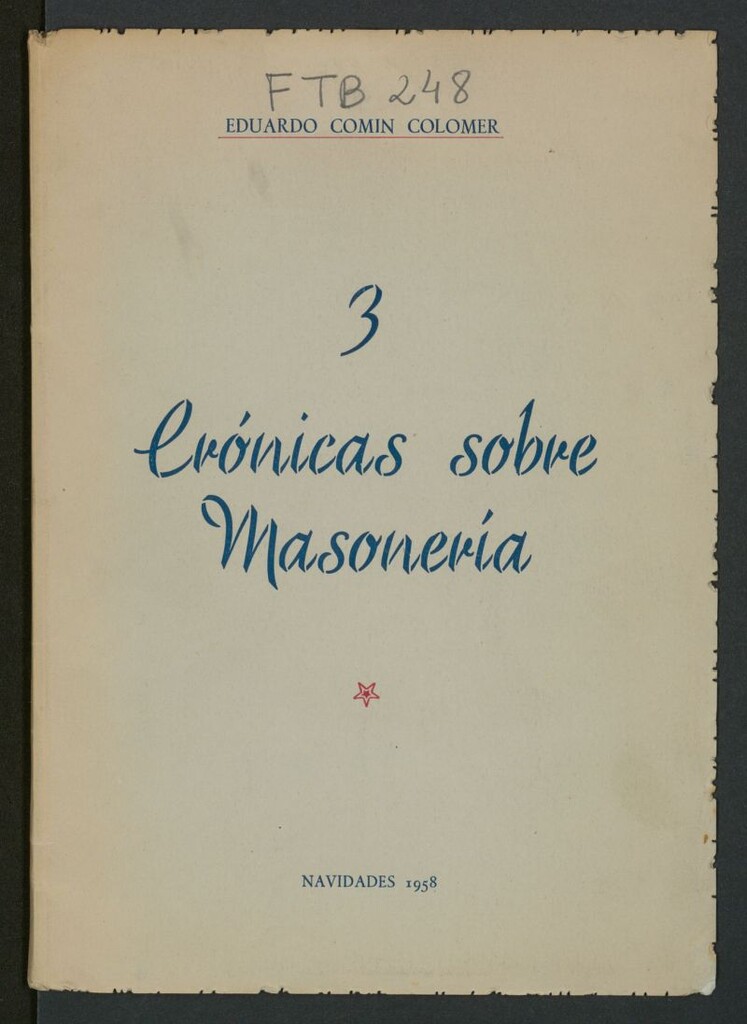 FTB 248
EDUARDO COMIN COLOMER
3
Crónicas sobre
Masonería
NAVIDADES 1958